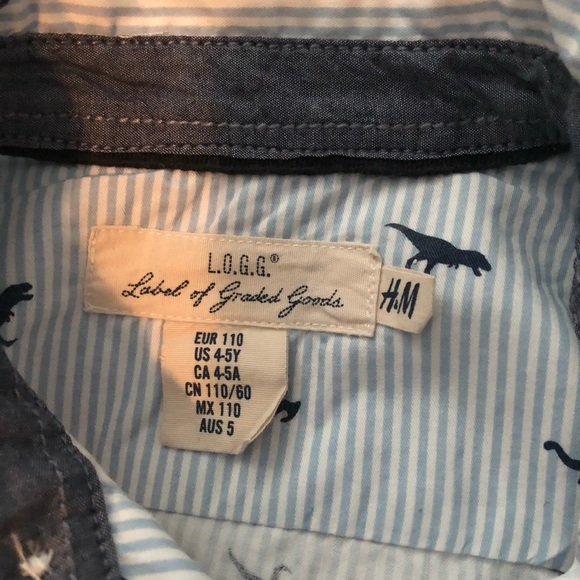 L.O.G.G.®
Label of Graded Goods
H&M
EUR 110
US 4-5Y
CA 4-5A
CN 110/60
MX 110
AUS 5